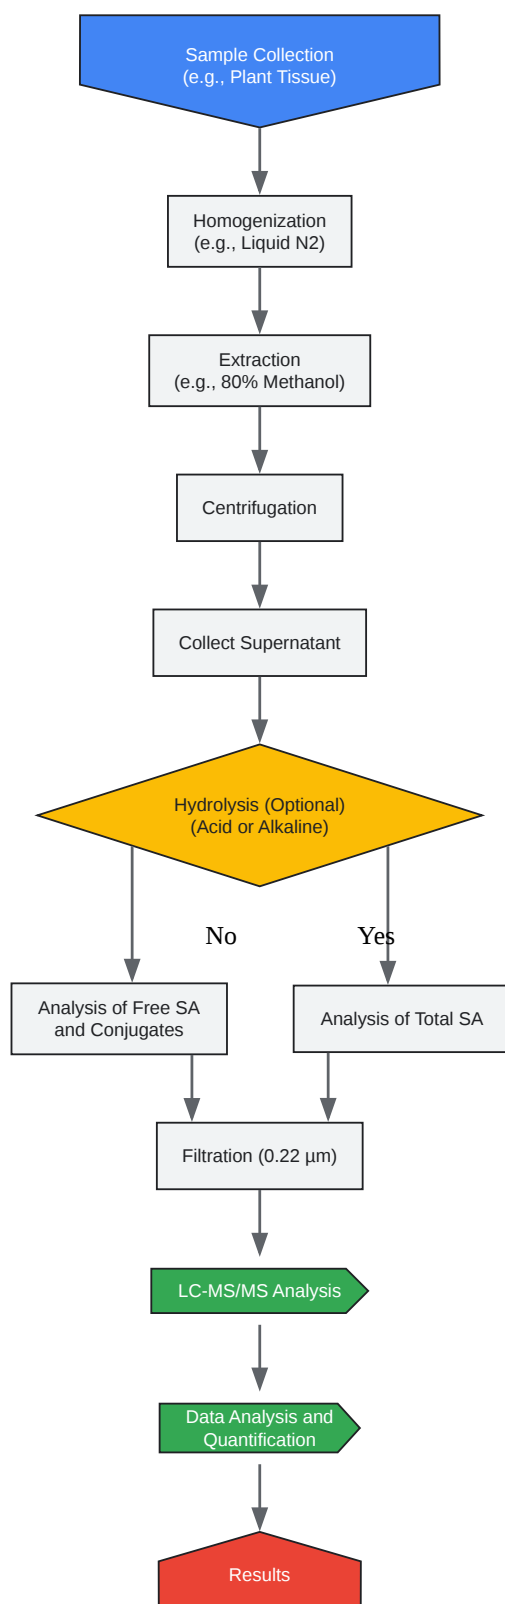 Sample Collection
(e.g., Plant Tissue)
Homogenization
(e.g., Liquid N2)
Extraction
(e.g., 80% Methanol)
Centrifugation
Collect Supernatant
Hydrolysis (Optional)
(Acid or Alkaline)
No
Yes
Analysis of Free SA
and Conjugates
Analysis of Total SA
Filtration (0.22 µm)
LC-MS/MS Analysis
Data Analysis and
Quantification
Results